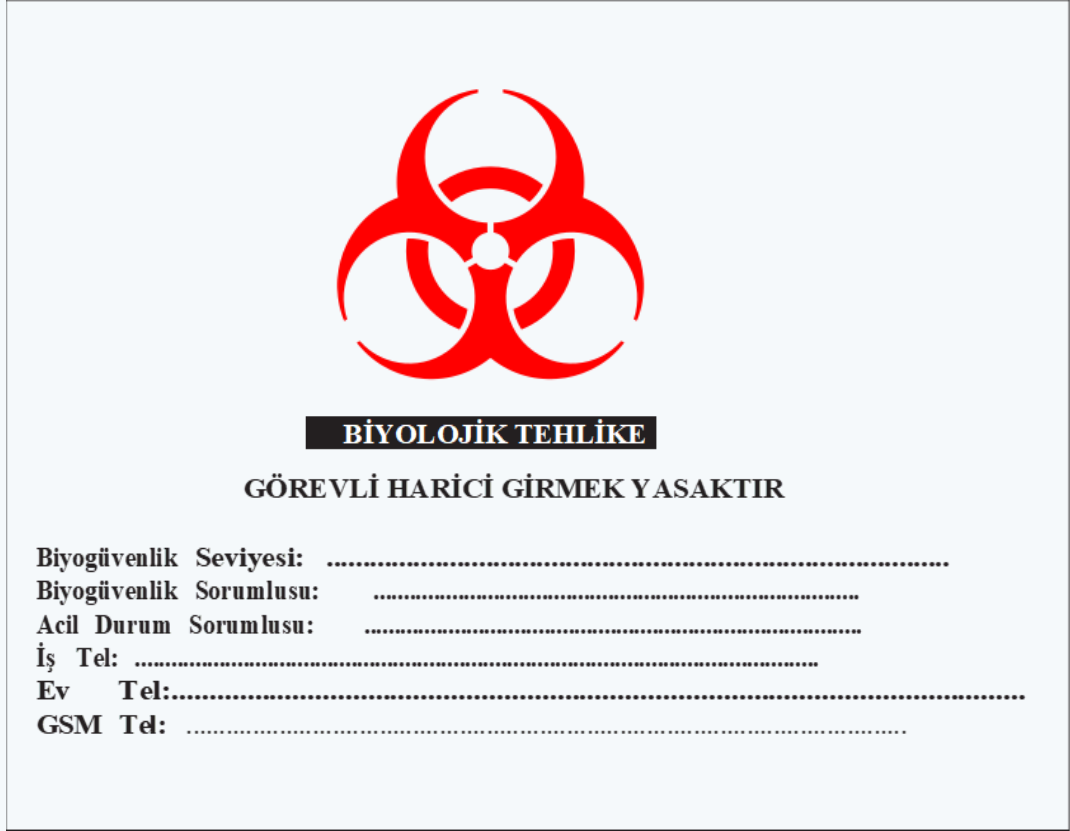 BİYOLOJİK TEHLİKE
GÖREVLİ HARİCİ GİRMEK YASAKTIR
Biyogüvenlik Seviyesi: ..........................................................................................
Biyogüvenlik Sorumlusu: ..........................................................................................
Acil Durum Sorumlusu: ..........................................................................................
İş Tel: ..........................................................................................
Ev Tel:..........................................................................................
GSM Tel: ..........................................................................................